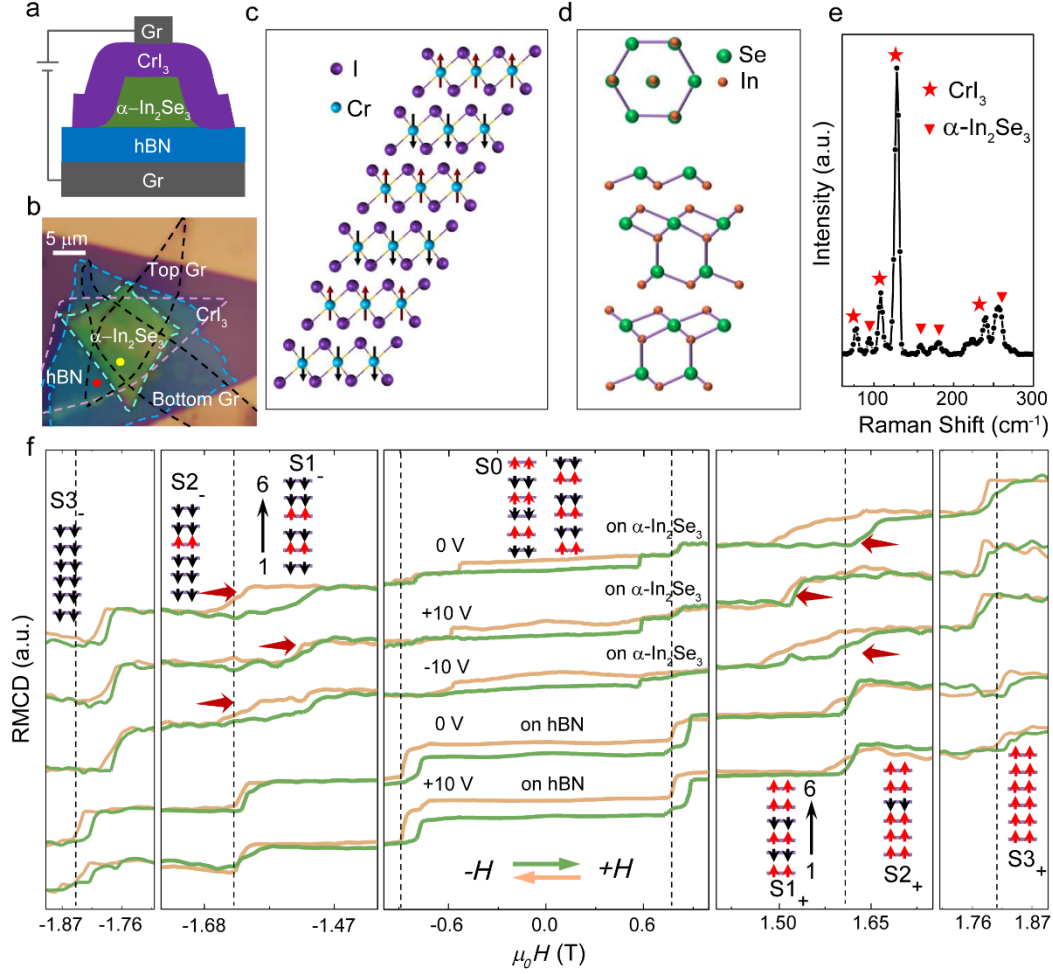 a
Gr
CrI3
α−In2Se3
hBN
Gr
b
5 μm
Top Gr
CrI3
α−In2Se3
hBN
Bottom Gr
c
I
Cr
d
Se
In
e
CrI3
α-In2Se3
Intensity (a.u.)
100 200 300
Raman Shift (cm-1)
f
S3-
S2-
S1-
6
1
S0
0 V on α-In2Se3
+10 V on α-In2Se3
-10 V on α-In2Se3
0 V on hBN
+10 V on hBN
-H +H
S1+
6
1
S2+
S3+
RMCD (a.u.)
-1.87 -1.76 -1.68 -1.47 -0.6 0.0 0.6 1.50 1.65 1.76 1.87
μ0H (T)